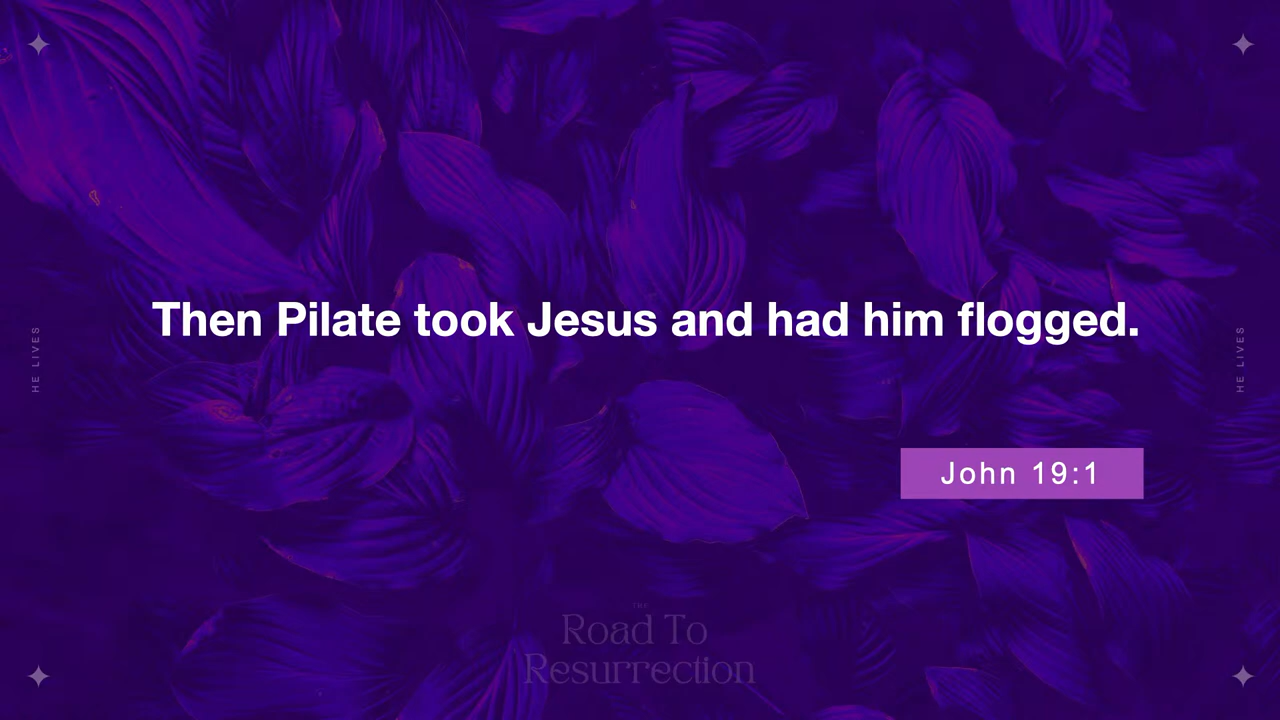 Then Pilate took Jesus and had him flogged.
HE LIVES
HE LIVES
John 19:1
THE
Road To
Resurrection